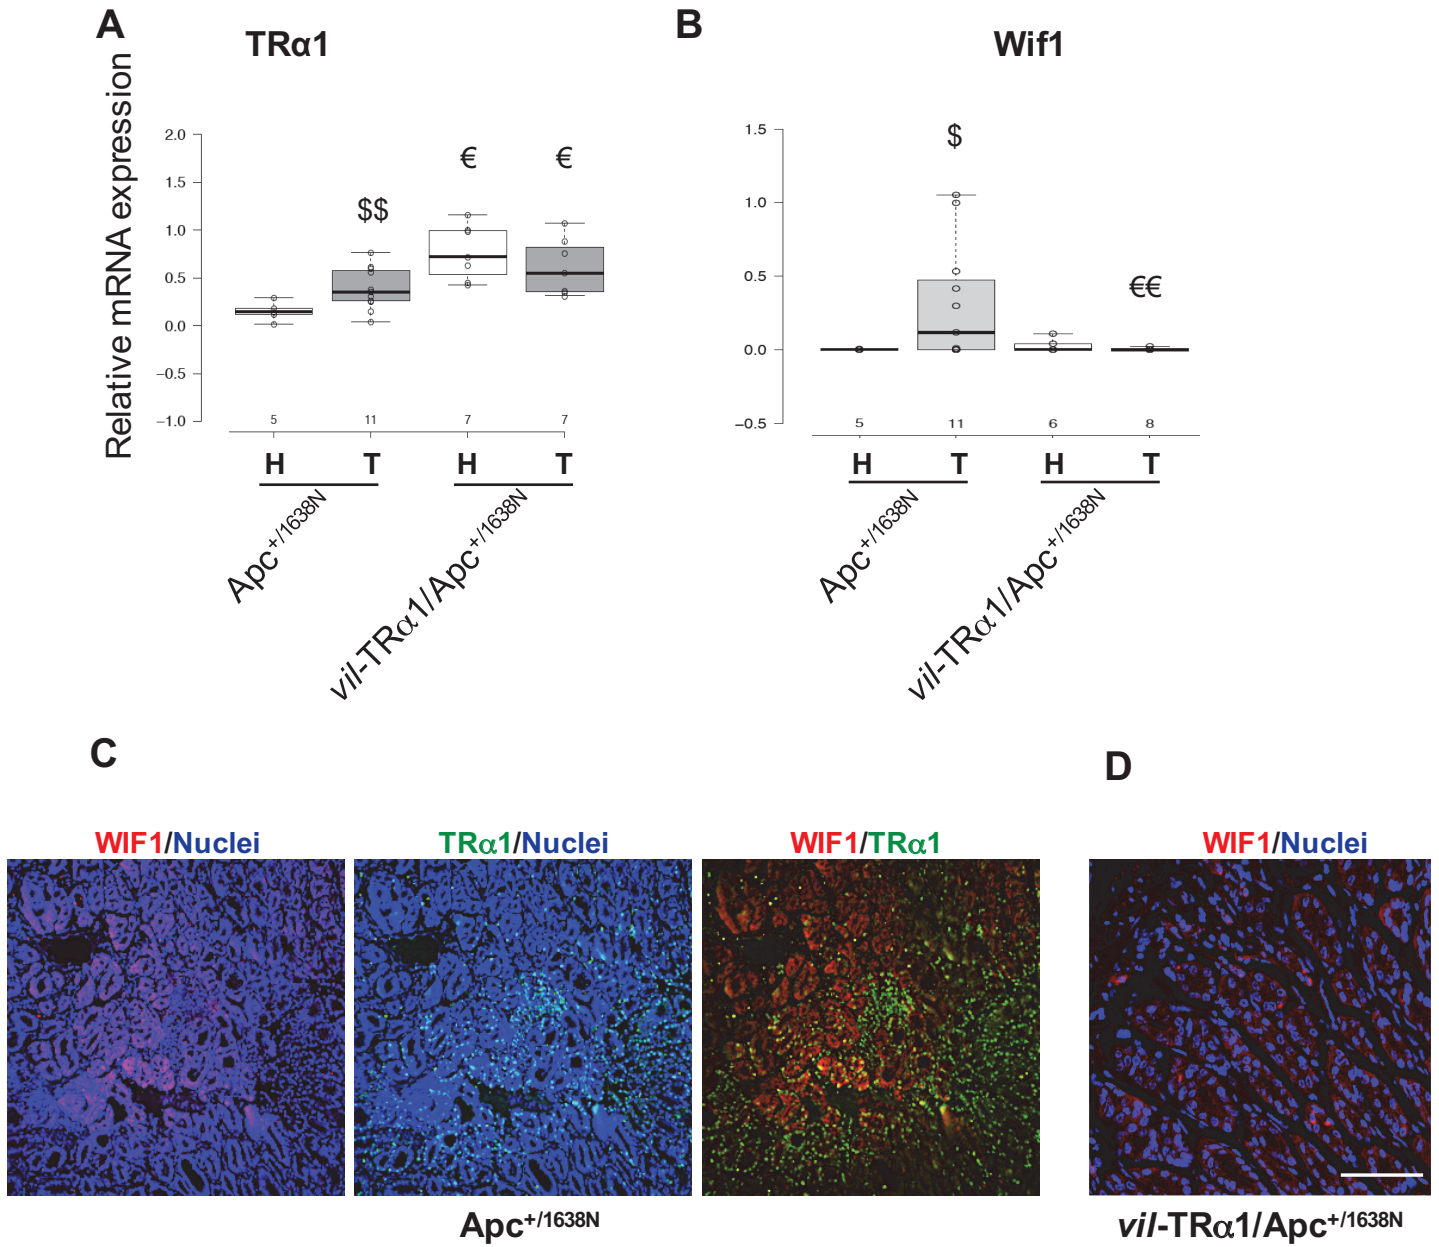 A
TRα1
Relative mRNA expression
2.0
1.5
1.0
0.5
0.0
−0.5
−1.0
$$
€
€
5
11
7
7
H
T
H
T
Apc+/1638N
vil-TRα1/Apc+/1638N
B
Wif1
1.5
1.0
0.5
0.0
−0.5
$
€€
5
11
6
8
H
T
H
T
Apc+/1638N
vil-TRα1/Apc+/1638N
C
WIF1/Nuclei
TRα1/Nuclei
WIF1/TRα1
Apc+/1638N
D
WIF1/Nuclei
vil-TRα1/Apc+/1638N